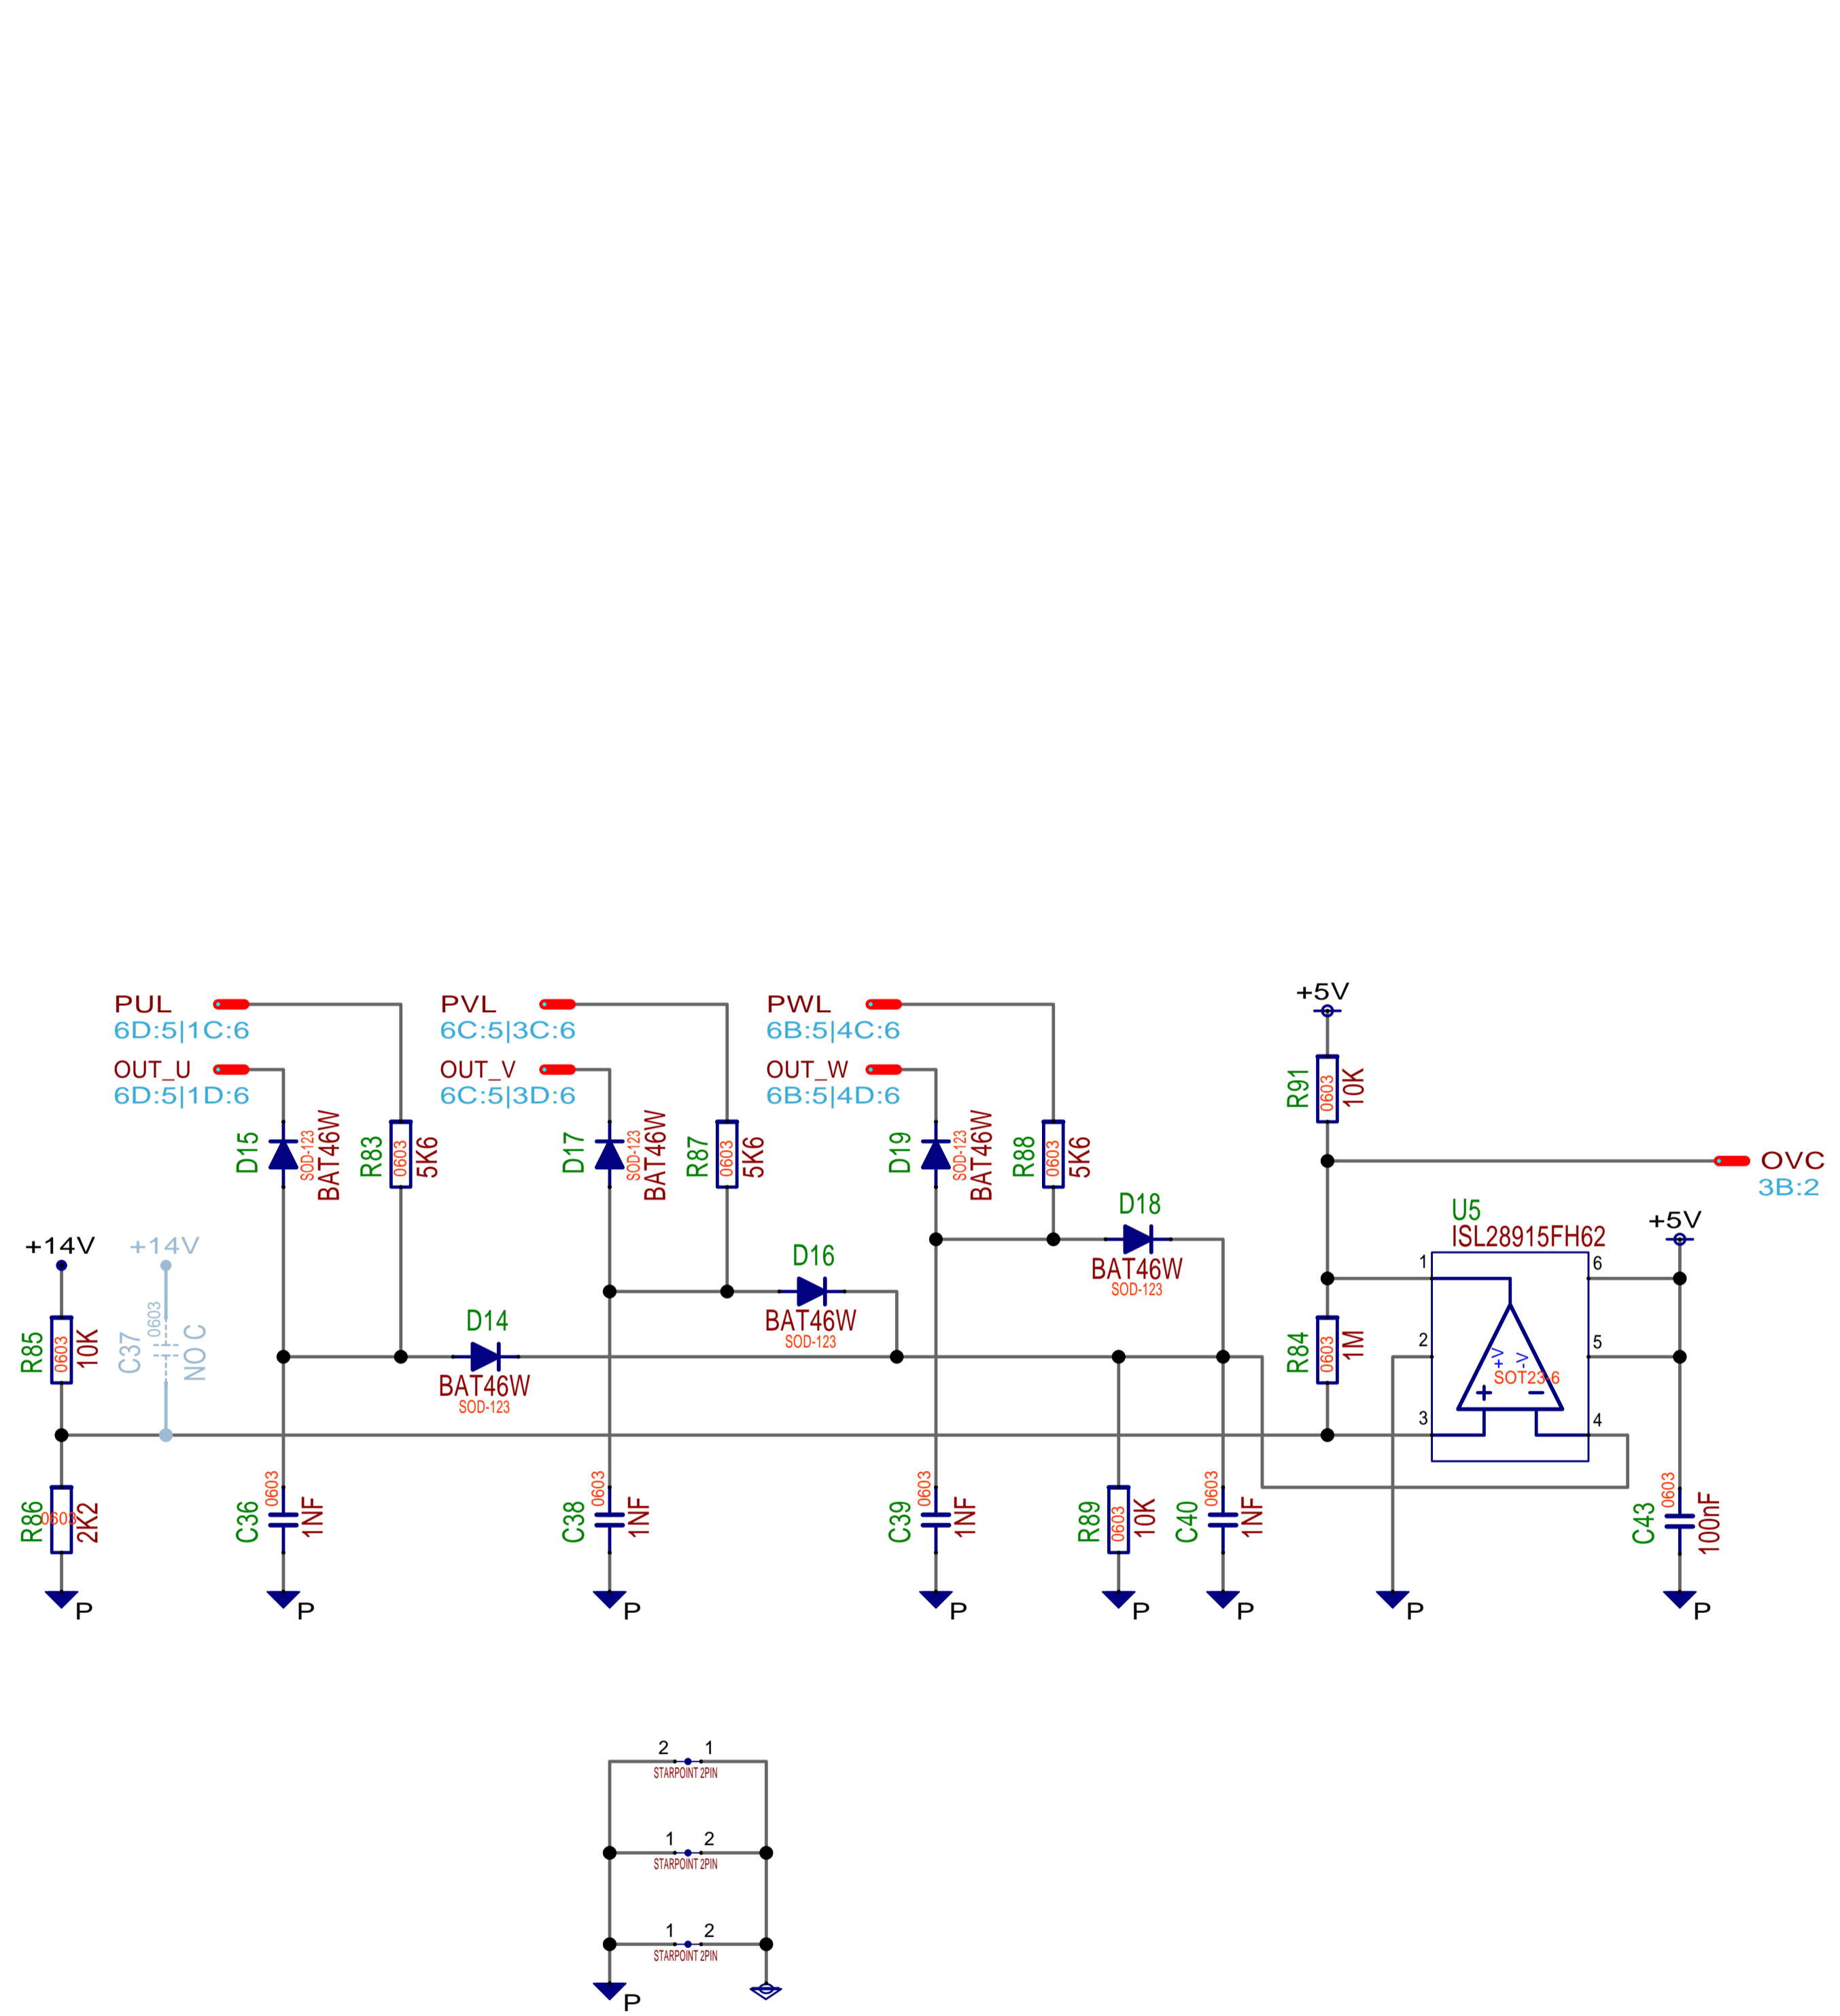 PUL
6D:5|1C:6
OUT_U
6D:5|1D:6
PVL
6C:5|3C:6
OUT_V
6C:5|3D:6
PWL
6B:5|4C:6
OUT_W
6B:5|4D:6
+5V
R91
0603
10K
OVC
3B:2
D15
SOD-123
BAT46W
R83
0603
5K6
D17
SOD-123
BAT46W
R87
0603
5K6
D19
SOD-123
BAT46W
R88
0603
5K6
D18
BAT46W
SOD-123
D16
BAT46W
SOD-123
D14
BAT46W
SOD-123
+14V
R85
0603
10K
+14V
C37
0603
NO C
R84
0603
1M
U5
ISL28915FH62
1
2
3
6
5
4
+V
-V
SOT23-6
+5V
R86
0603
2K2
P
C36
0603
1NF
P
C38
0603
1NF
P
C39
0603
1NF
P
R89
0603
10K
P
C40
0603
1NF
P
P
C43
0603
100nF
P
2
1
STARPOINT 2PIN
1
2
STARPOINT 2PIN
1
2
STARPOINT 2PIN
P